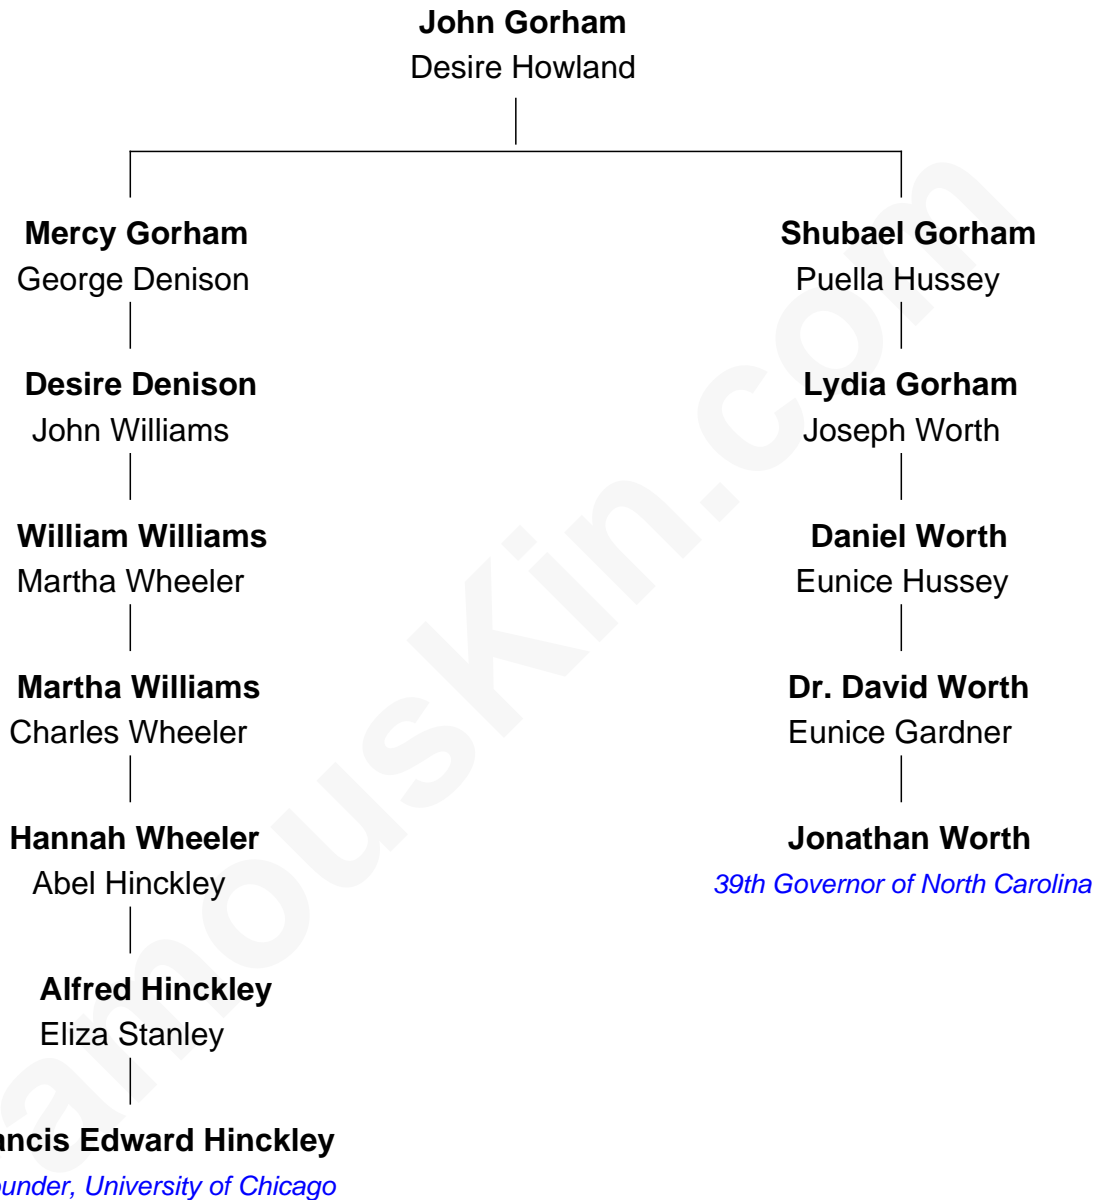 John Gorham
Desire Howland
Mercy Gorham
George Denison
Shubael Gorham
Puella Hussey
Desire Denison
John Williams
Lydia Gorham
Joseph Worth
William Williams
Martha Wheeler
Daniel Worth
Eunice Hussey
Martha Williams
Charles Wheeler
Dr. David Worth
Eunice Gardner
Hannah Wheeler
Abel Hinckley
Jonathan Worth
39th Governor of North Carolina
Alfred Hinckley
Eliza Stanley
ancis Edward Hinckley
ounder, University of Chicago
amousKin.com